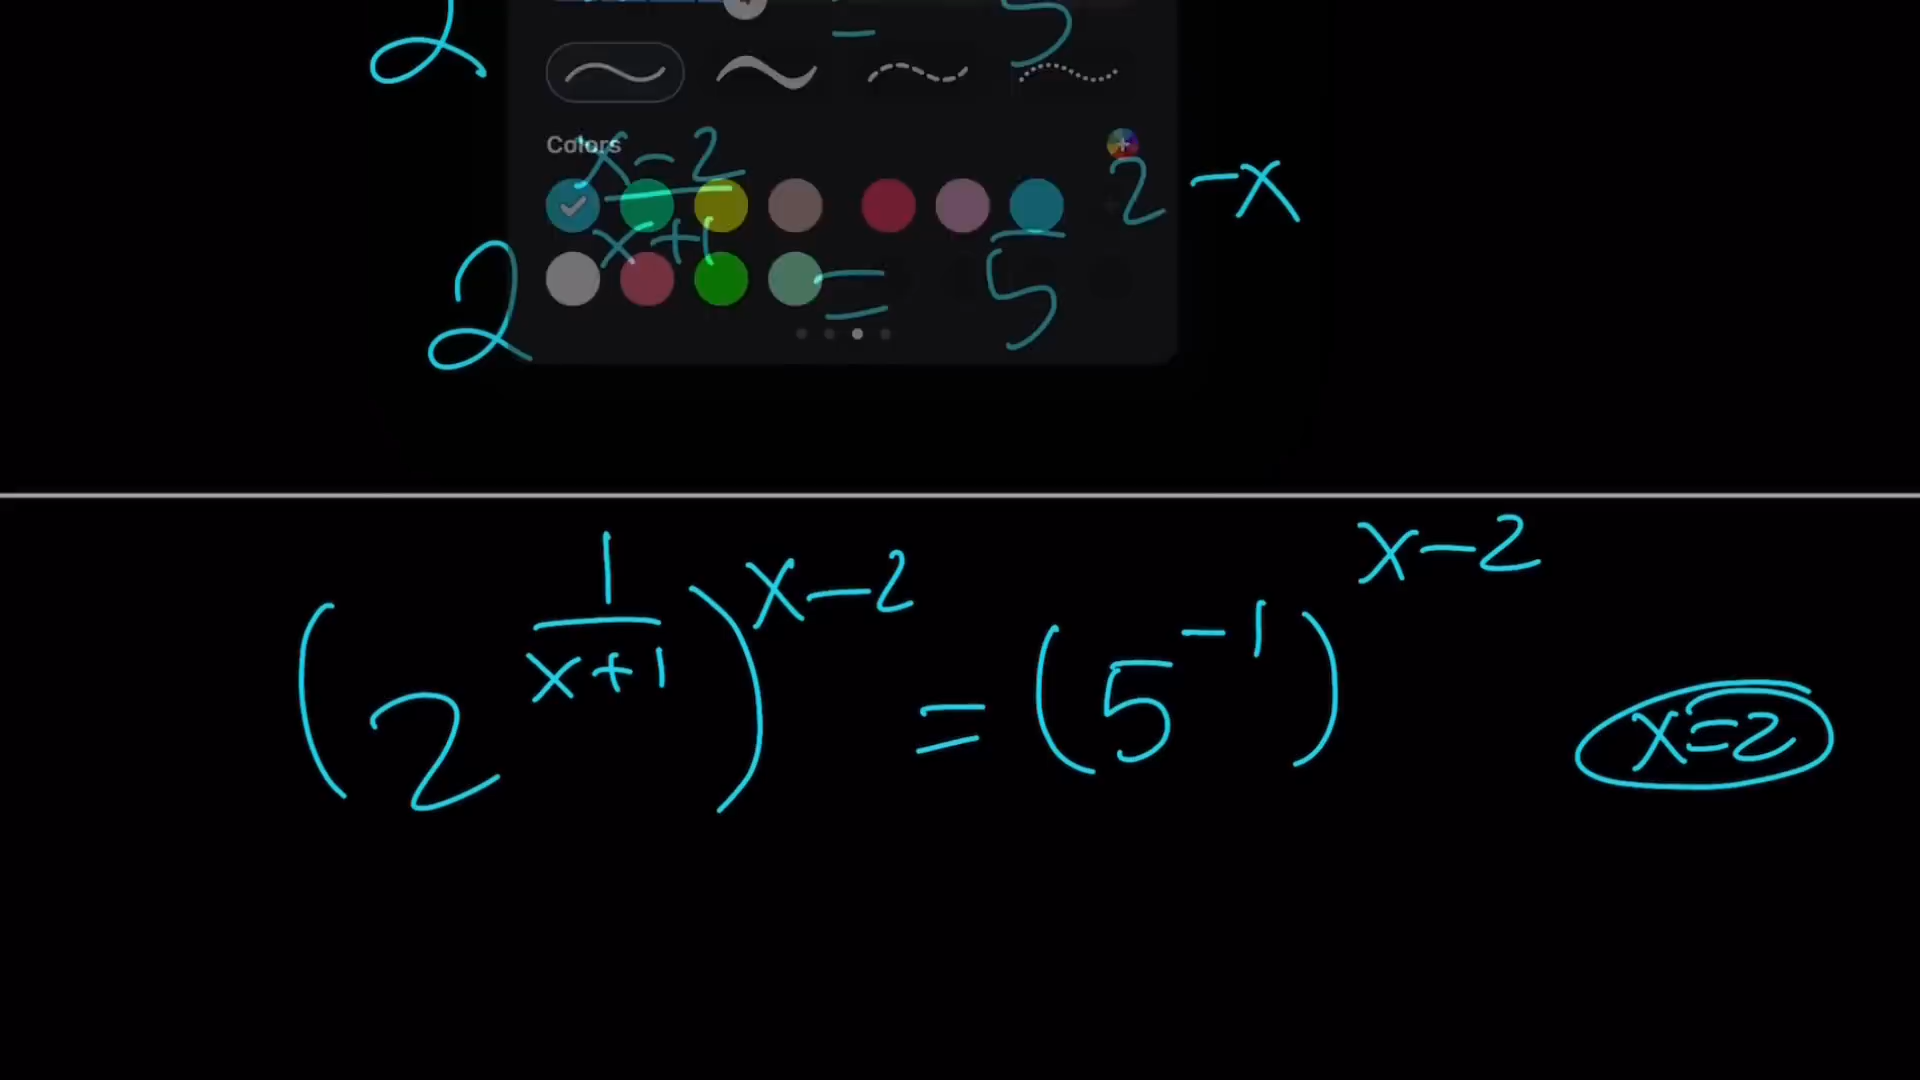 2 = 5
Colors
2^((x-2)/(x+1)) = 5^(2-x)
(2^(1/(x+1)))^(x-2) = (5^(-1))^(x-2)
x=2